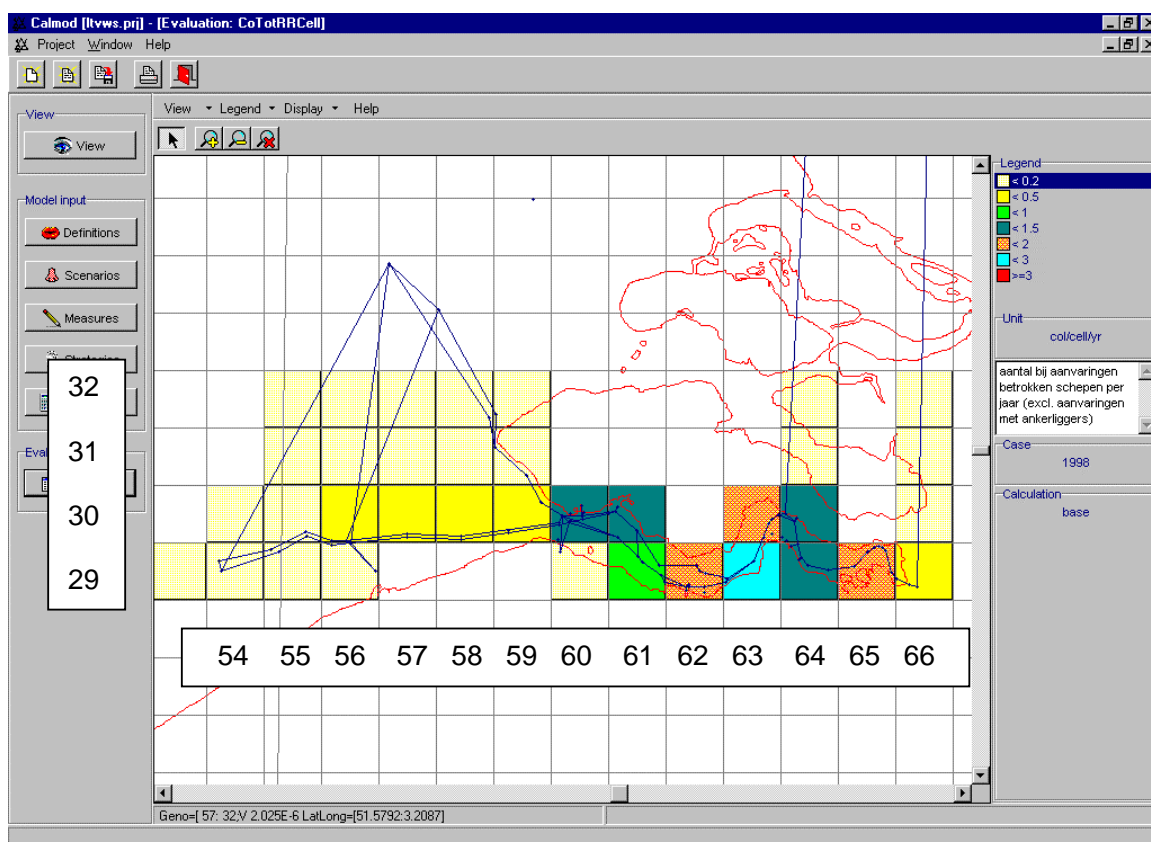 Calmod [ltvws.prj] - [Evaluation: CoTotRRCell]
Project Window Help
View
View
Model input
Definitions
Scenarios
Measures
View Legend Display Help
32
31
30
29
54 55 56 57 58 59 60 61 62 63 64 65 66
Legend
< 0.2
< 0.5
< 1
< 1.5
< 2
< 3
>=3
Unit
col/cell/yr
aantal bij aanvaringen
betrokken schepen per
jaar (excl. aanvaringen
met ankerliggers)
Case
1998
Calculation
base
Geno=[ 57: 32;V 2.025E-6 LatLong=[51.5792:3.2087]